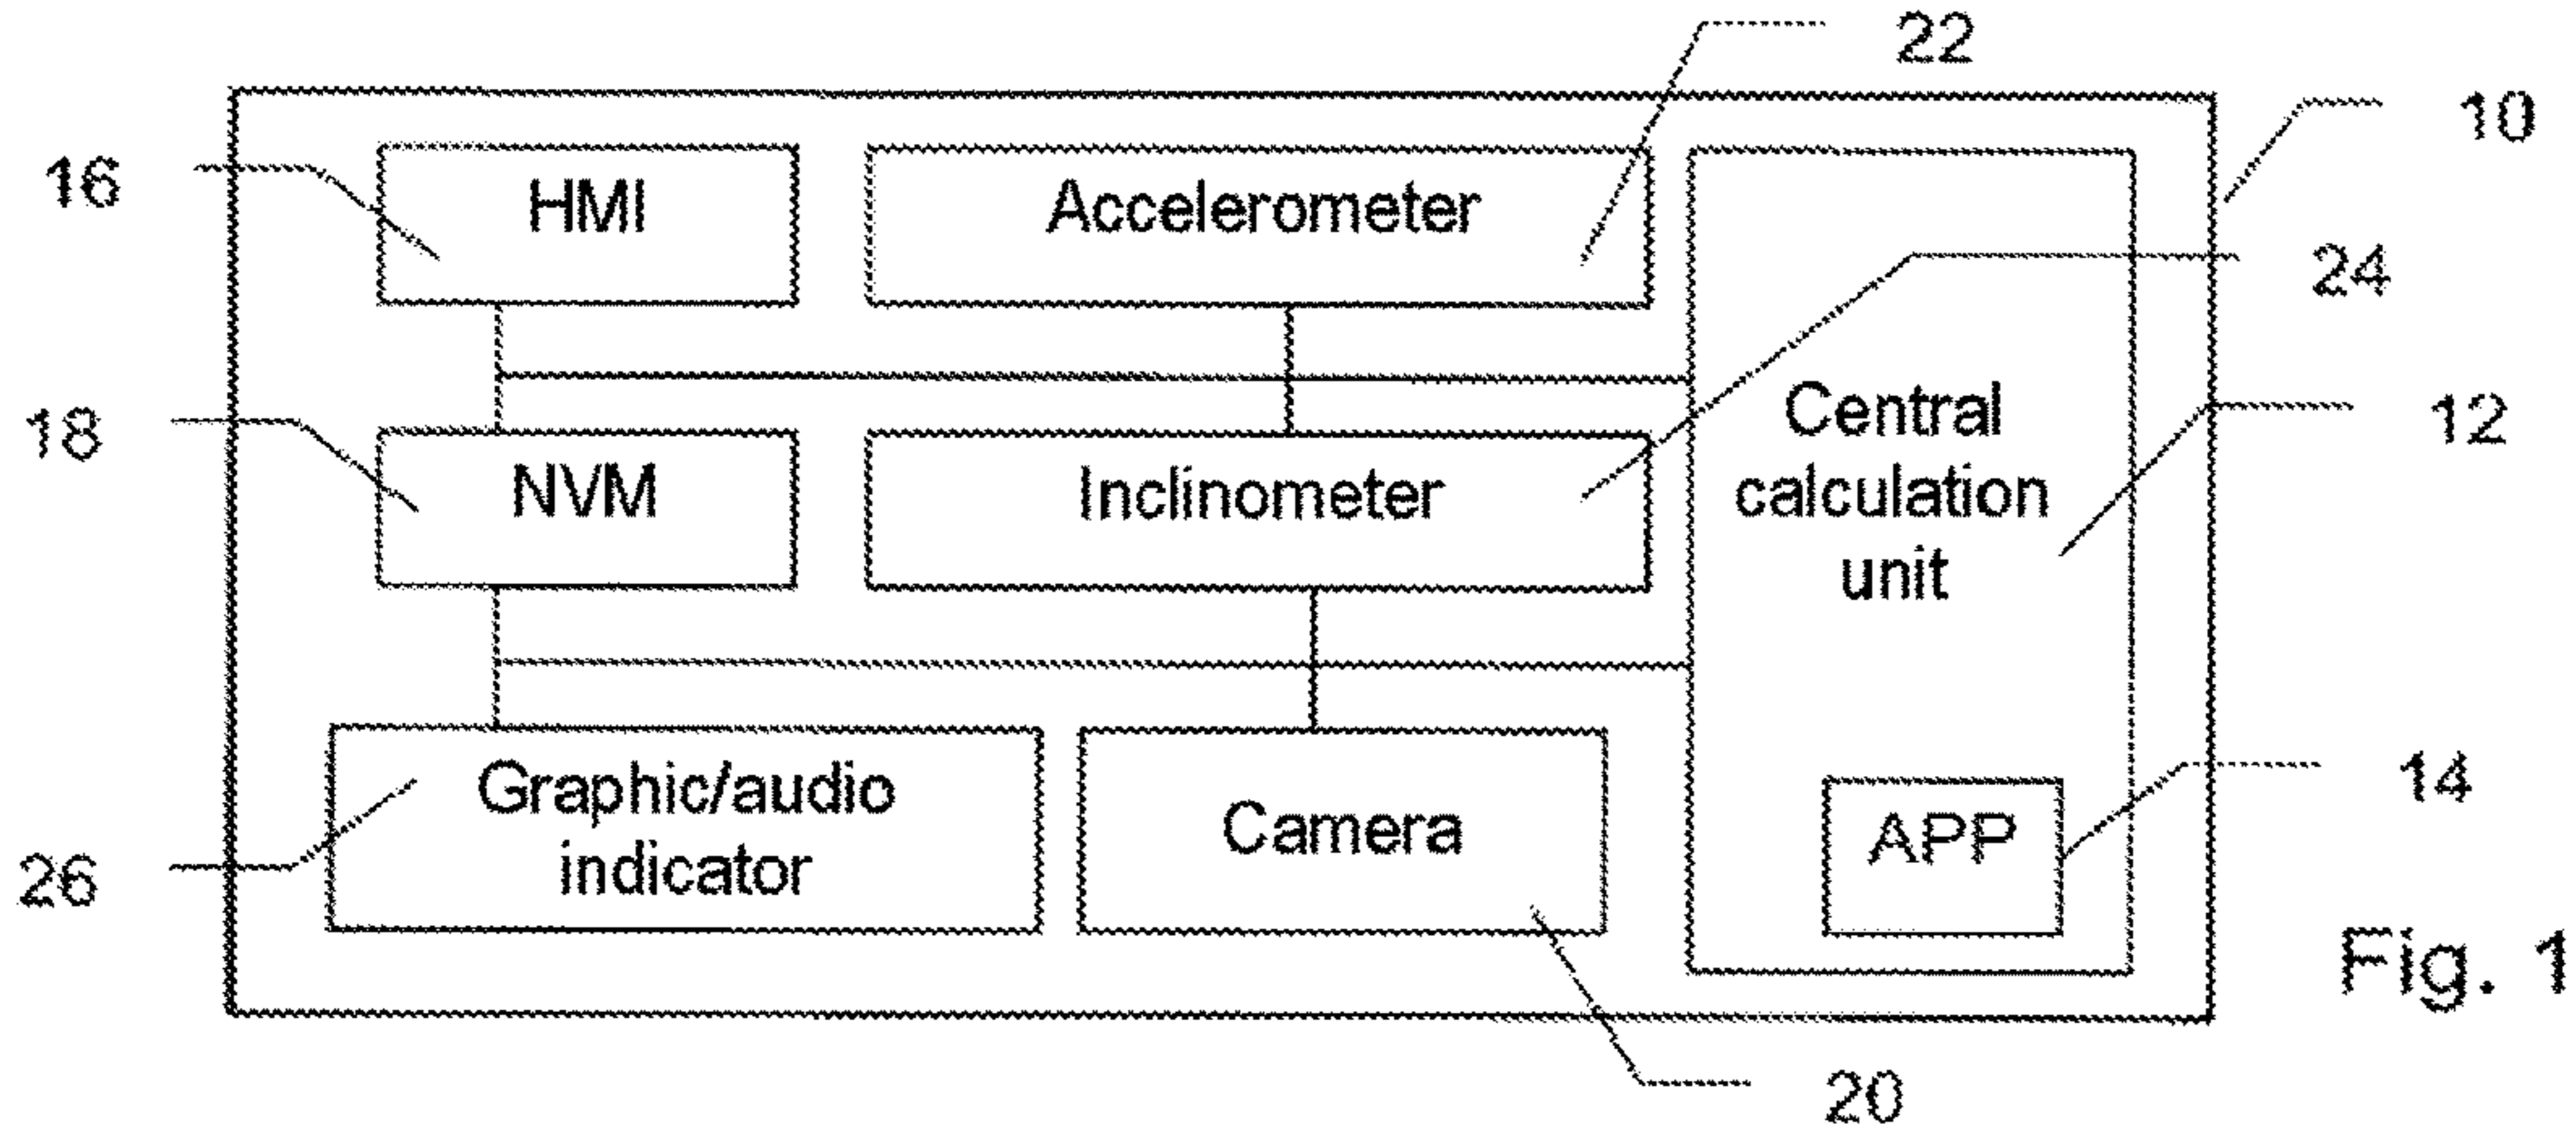 22
10
16
HMI
Accelerometer
24
18
NVM
Inclinometer
Central
calculation
unit
12
26
Graphic/audio
indicator
Camera
APP
14
Fig. 1
20